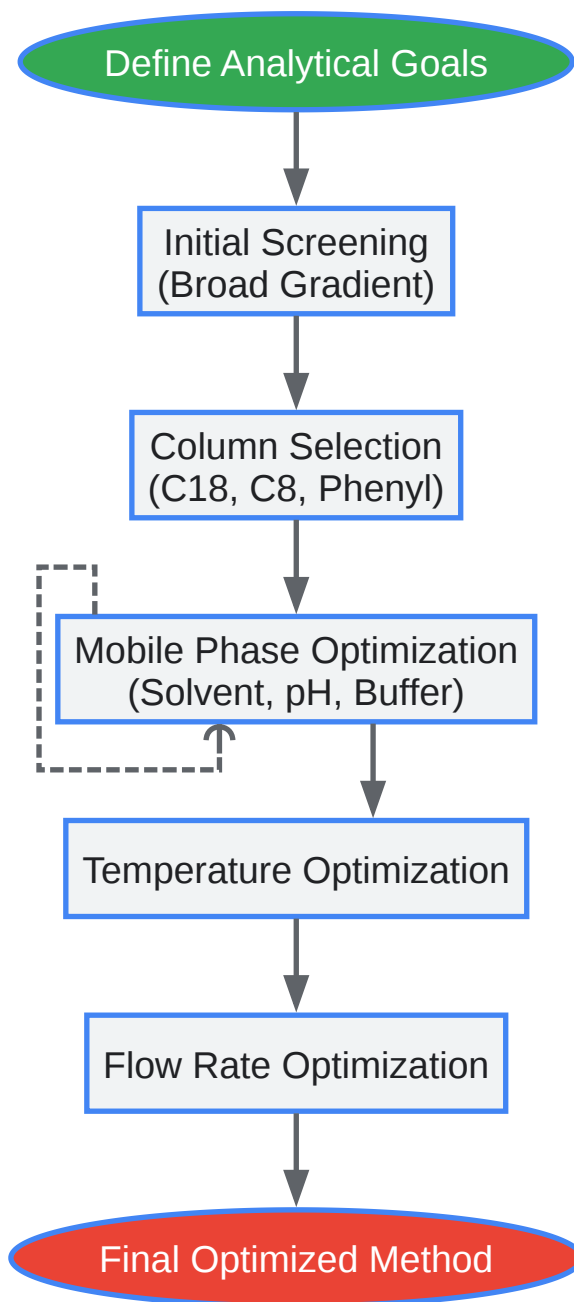 Define Analytical Goals
Initial Screening
(Broad Gradient)
Column Selection
(C18, C8, Phenyl)
Mobile Phase Optimization
(Solvent, pH, Buffer)
Temperature Optimization
Flow Rate Optimization
Final Optimized Method